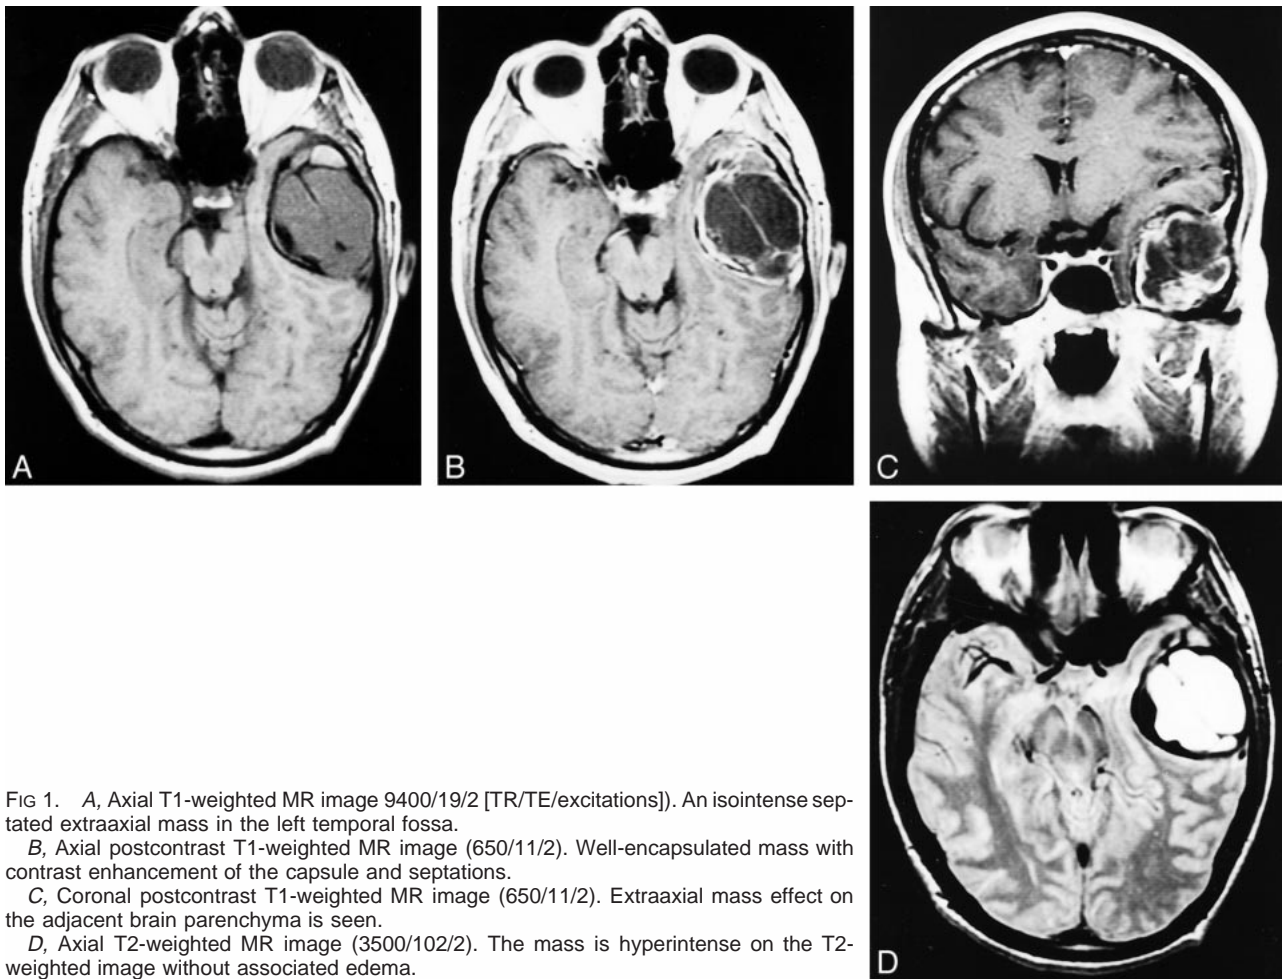 A
B
C
D
FIG 1. A, Axial T1-weighted MR image 9400/19/2 [TR/TE/excitations]). An isointense sep-
tated extraaxial mass in the left temporal fossa.
B, Axial postcontrast T1-weighted MR image (650/11/2). Well-encapsulated mass with
contrast enhancement of the capsule and septations.
C, Coronal postcontrast T1-weighted MR image (650/11/2). Extraaxial mass effect on
the adjacent brain parenchyma is seen.
D, Axial T2-weighted MR image (3500/102/2). The mass is hyperintense on the T2-
weighted image without associated edema.